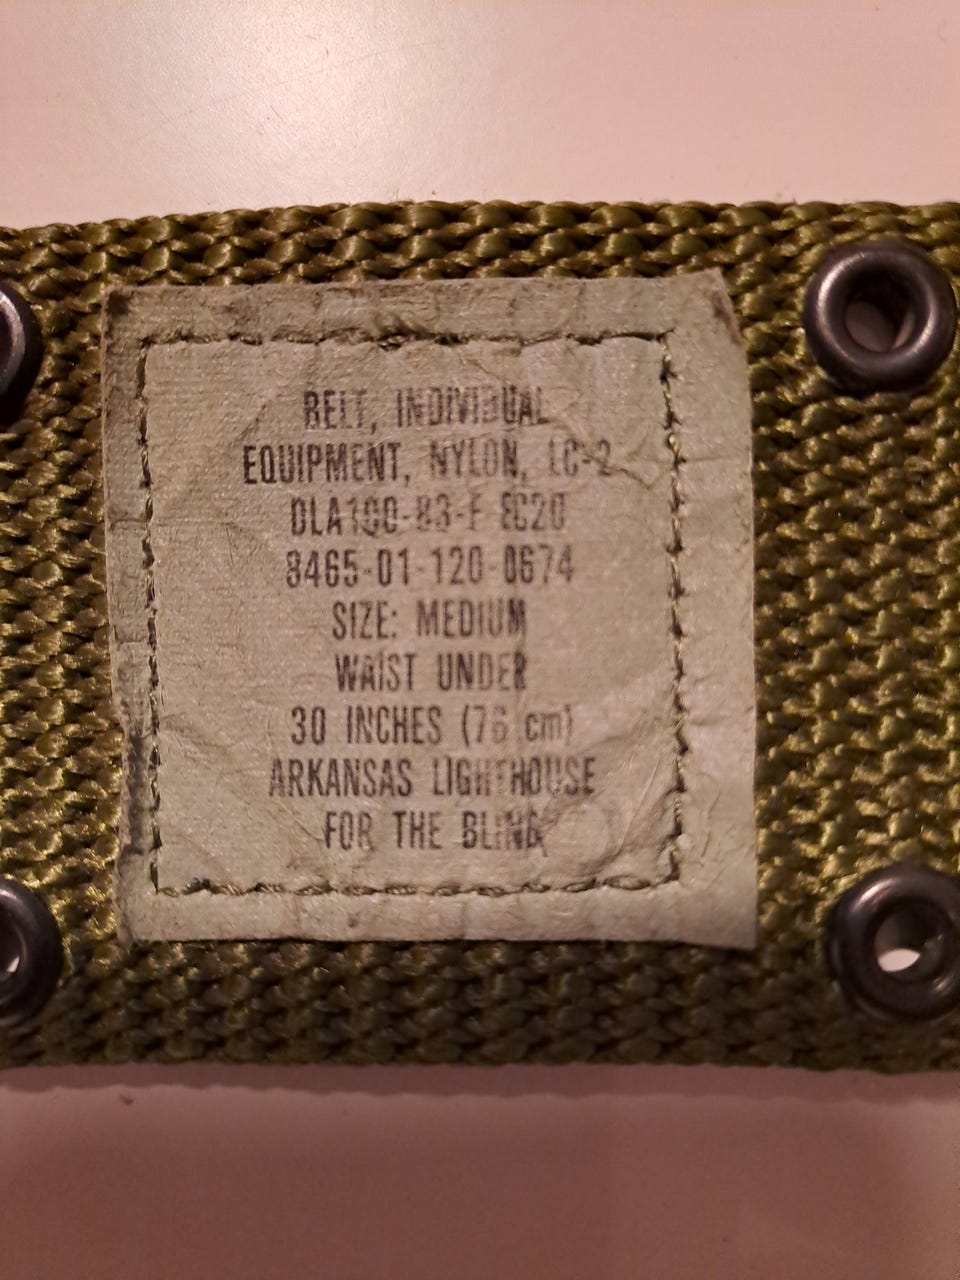 BELT, INDIVIDUAL
EQUIPMENT, NYLON, LC-2
DLA100-83-F EC20
8465-01-120-0674
SIZE: MEDIUM
WAIST UNDER
30 INCHES (76 cm)
ARKANSAS LIGHTHOUSE
FOR THE BLIND